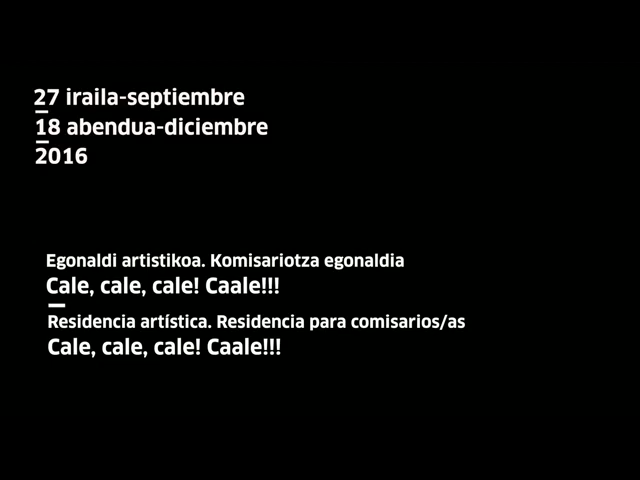 27 iraila-septiembre
18 abendua-diciembre
2016
Egonaldi artistikoa. Komisariotza egonaldia
Cale, cale, cale! Caale!!!
Residencia artística. Residencia para comisarios/as
Cale, cale, cale! Caale!!!